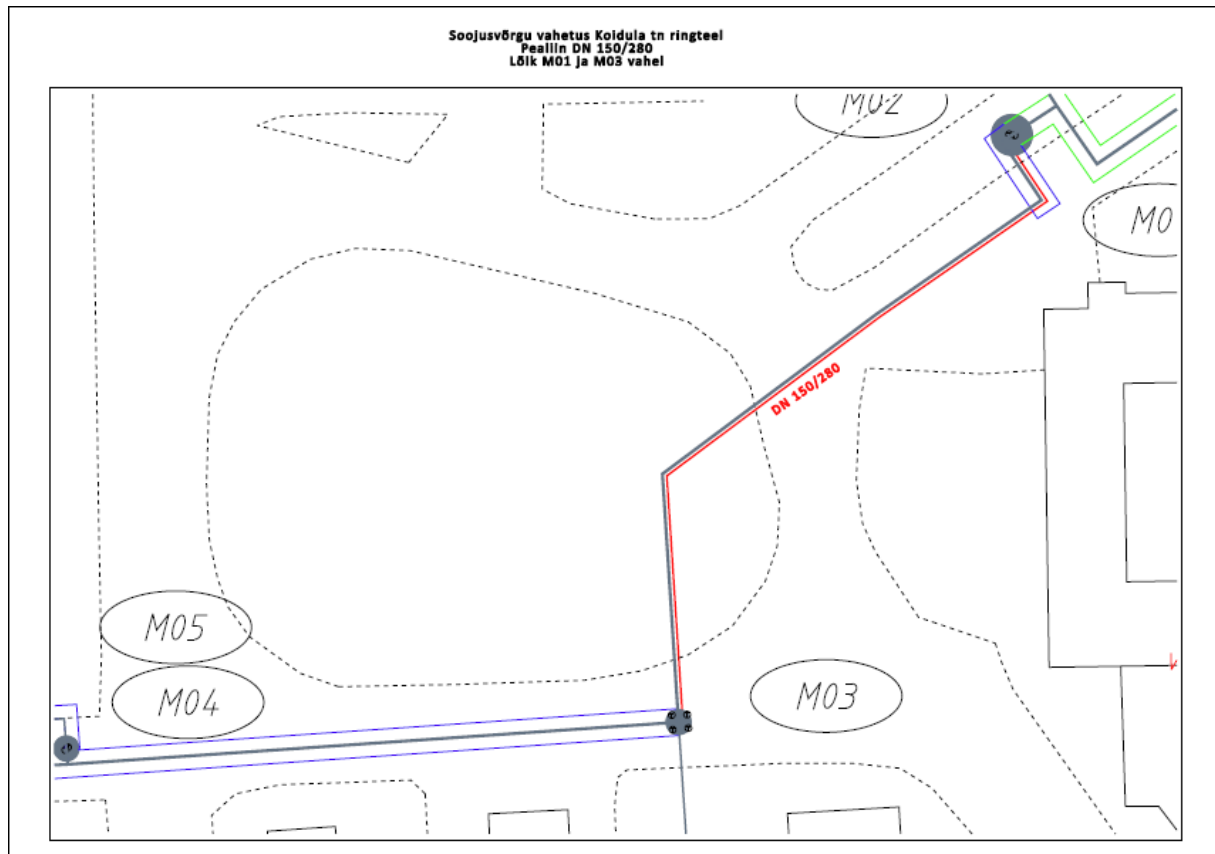 Soojusvõrgu vahetus Koidula tn ringteel
Pealiin DN 150/280
Lõik M01 ja M03 vahel
M02
M0
DN 150/280
M05
M04
M03